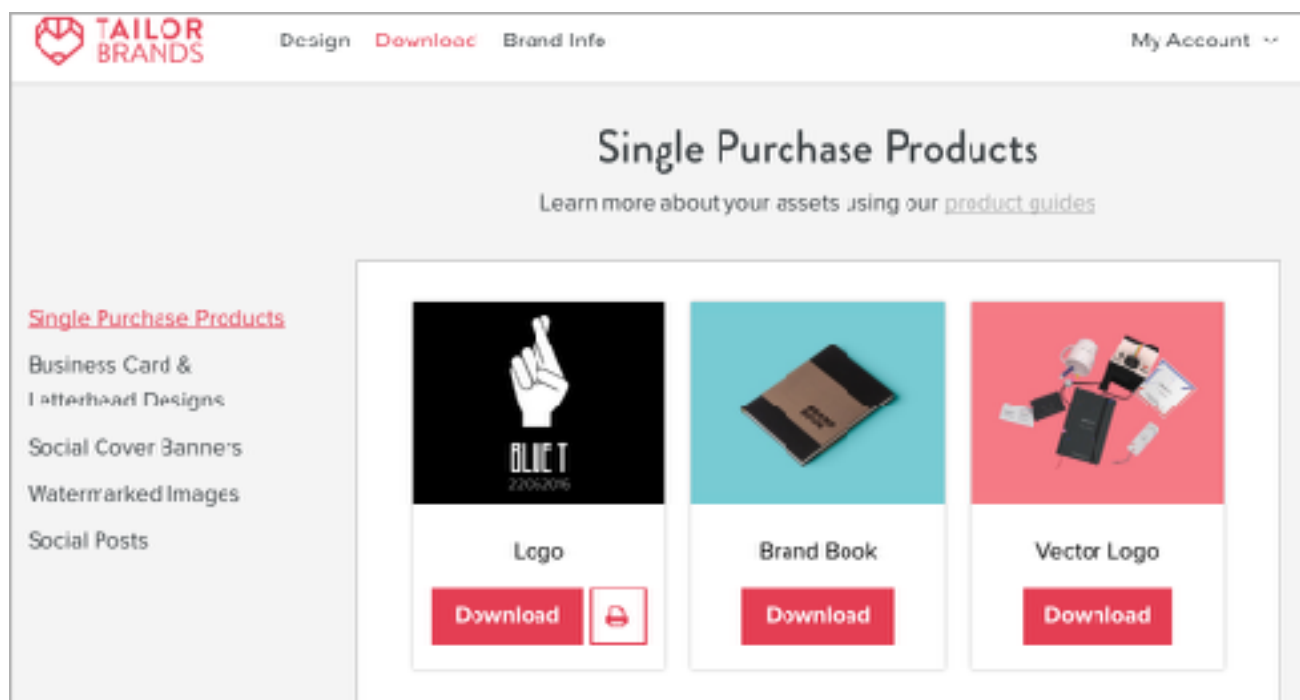 TAILOR
BRANDS
Design Download Brand Info
My Account
Single Purchase Products
Learn more about your assets using our product guides
Single Purchase Products
Business Card &
Letterhead Designs
Social Cover Banners
Watermarked Images
Social Posts
BLUE T
22062016
BRAND
BOOK
Logo
Brand Book
Vector Logo
Download
Download
Download